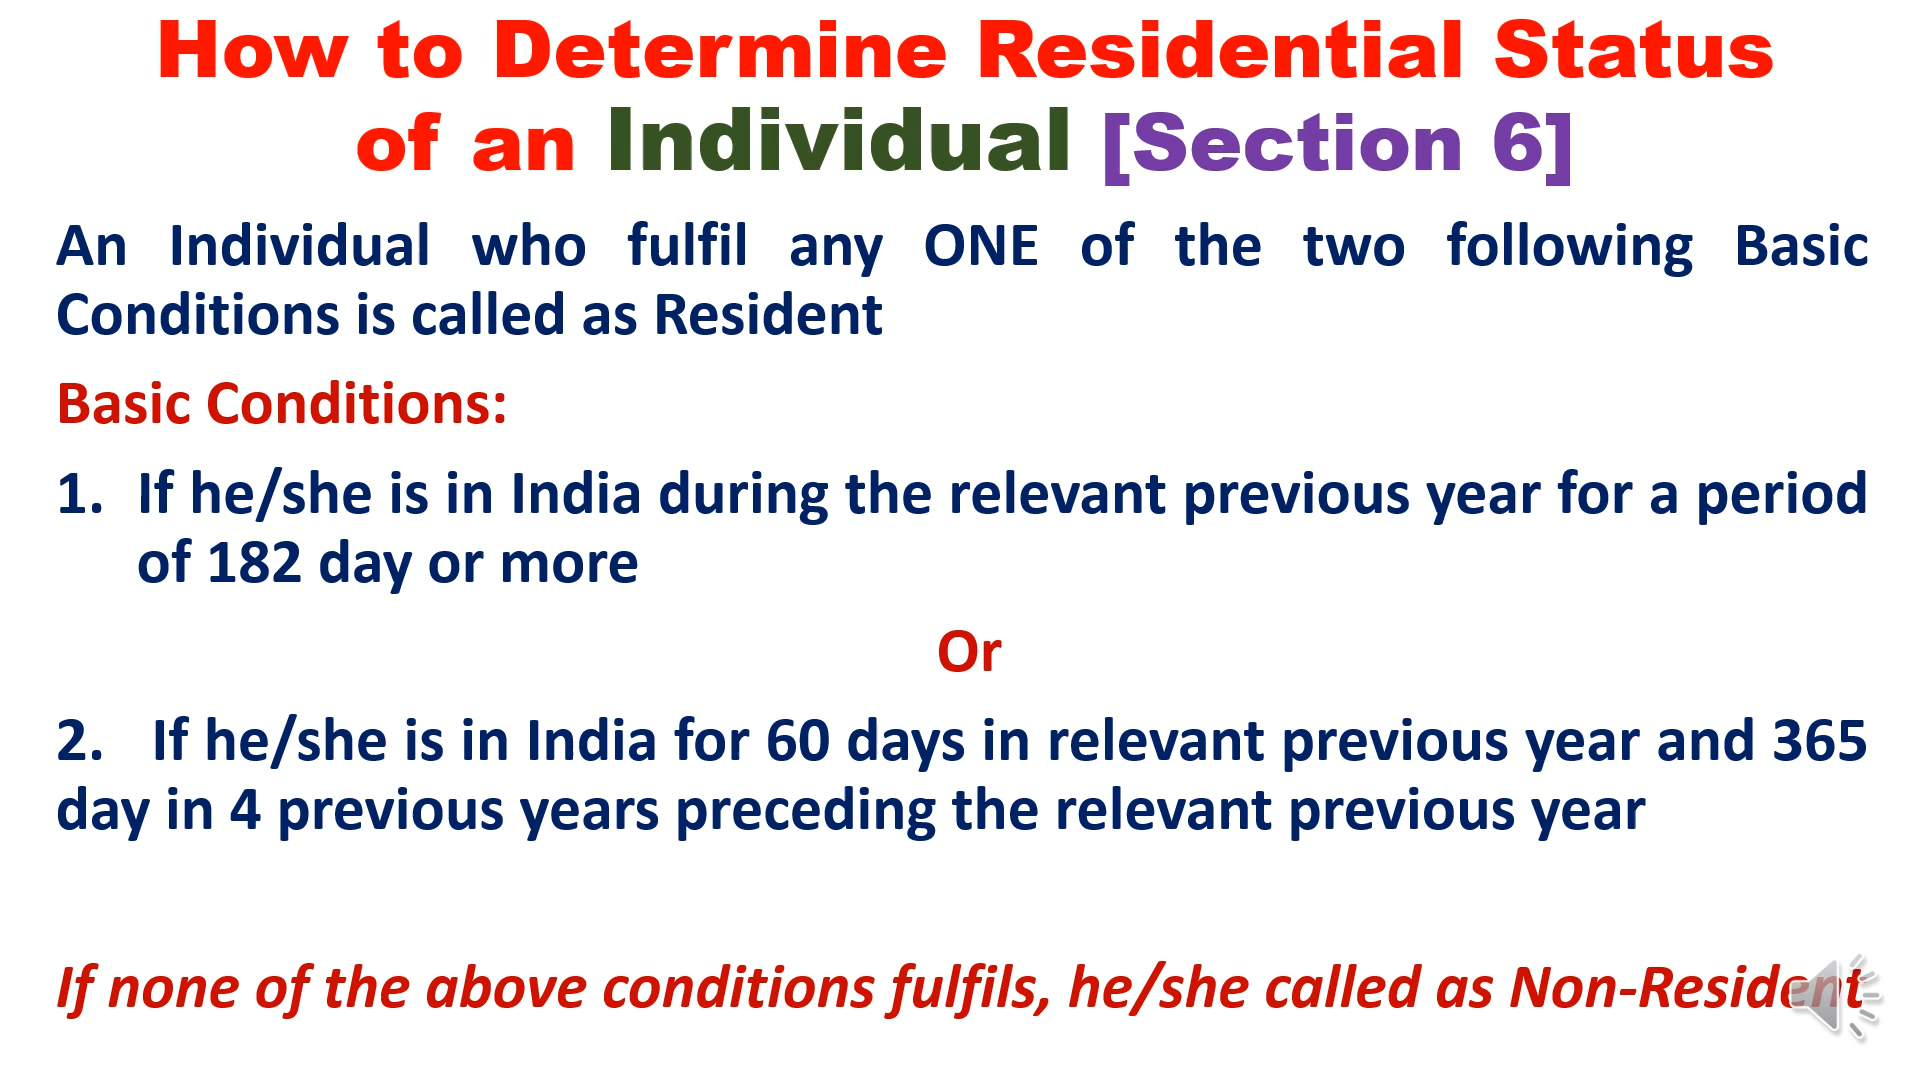 How to Determine Residential Status
of an Individual [Section 6]
An Individual who fulfil any ONE of the two following Basic
Conditions is called as Resident
Basic Conditions:
1. If he/she is in India during the relevant previous year for a period
of 182 day or more
Or
2. If he/she is in India for 60 days in relevant previous year and 365
day in 4 previous years preceding the relevant previous year
If none of the above conditions fulfils, he/she called as Non-Resident